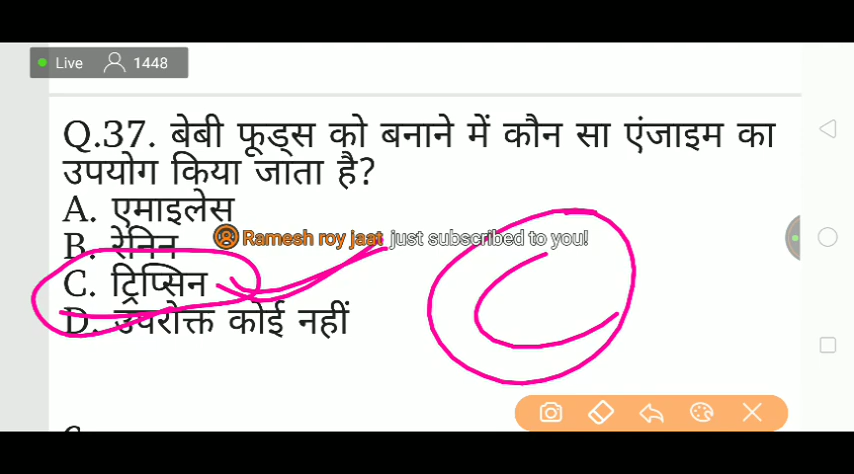 Live 1448
Q.37. बेबी फूड्स को बनाने में कौन सा एंजाइम का
उपयोग किया जाता है?
A. एमाइलेस
Ramesh roy jaat just subscribed to you!
B. रेनिन
C. ट्रिप्सिन
D. उपरोक्त कोई नहीं
C